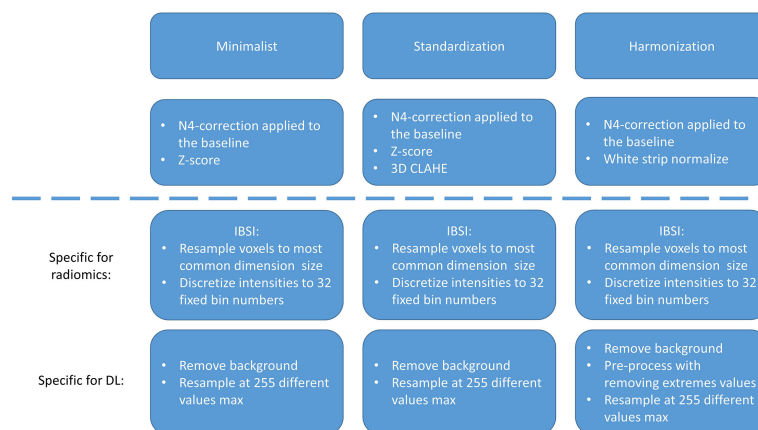 Minimalist
Standardization
Harmonization
• N4-correction applied to
the baseline
• Z-score
• N4-correction applied to
the baseline
• Z-score
• 3D CLAHE
• N4-correction applied to
the baseline
• White strip normalize
Specific for
radiomics:
IBSI:
• Resample voxels to most
common dimension size
• Discretize intensities to 32
fixed bin numbers
IBSI:
• Resample voxels to most
common dimension size
• Discretize intensities to 32
fixed bin numbers
IBSI:
• Resample voxels to most
common dimension size
• Discretize intensities to 32
fixed bin numbers
Specific for DL:
• Remove background
• Resample at 255 different
values max
• Remove background
• Resample at 255 different
values max
• Remove background
• Pre-process with
removing extremes values
• Resample at 255 different
values max